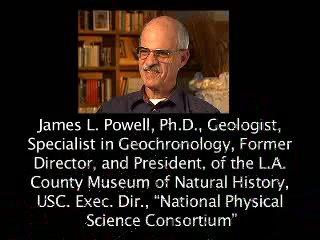 James L. Powell, Ph.D., Geologist,
Specialist in Geochronology, Former
Director, and President, of the L.A.
County Museum of Natural History,
USC. Exec. Dir., "National Physical
Science Consortium"